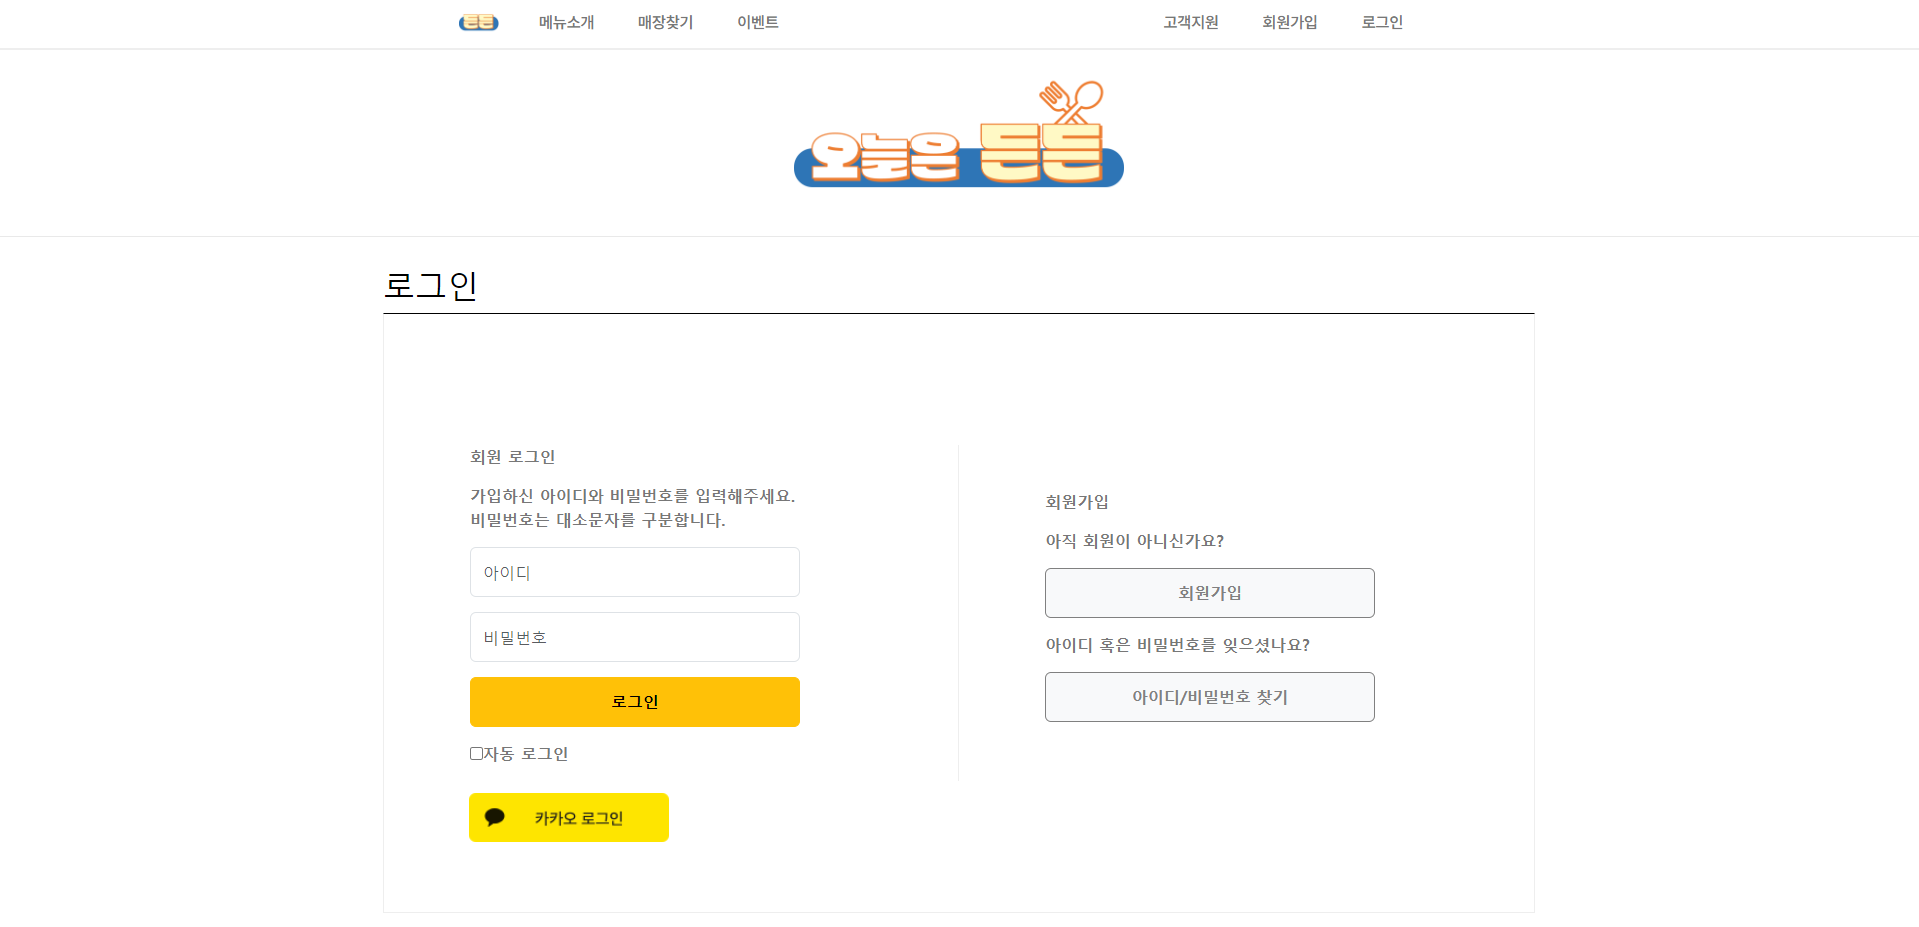 든든 메뉴소개 매장찾기 이벤트 고객지원 회원가입 로그인
오늘은 든든
로그인
회원 로그인
가입하신 아이디와 비밀번호를 입력해주세요.
비밀번호는 대소문자를 구분합니다.
아이디
비밀번호
로그인
자동 로그인
카카오 로그인
회원가입
아직 회원이 아니신가요?
회원가입
아이디 혹은 비밀번호를 잊으셨나요?
아이디/비밀번호 찾기